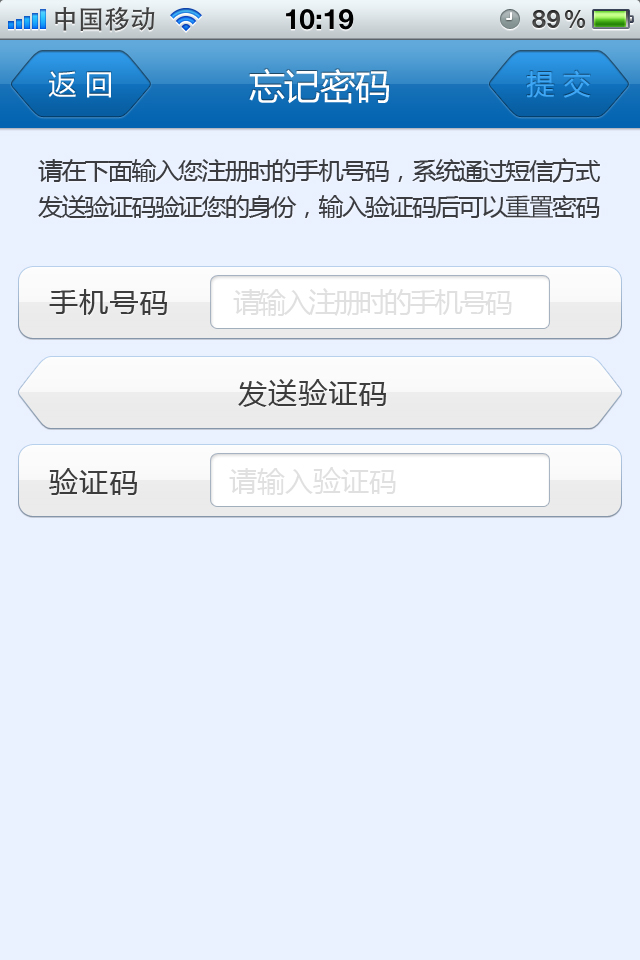 中国移动 10:19 89%
返回 忘记密码 提交
请在下面输入您注册时的手机号码，系统通过短信方式
发送验证码验证您的身份，输入验证码后可以重置密码
手机号码 请输入注册时的手机号码
发送验证码
验证码 请输入验证码